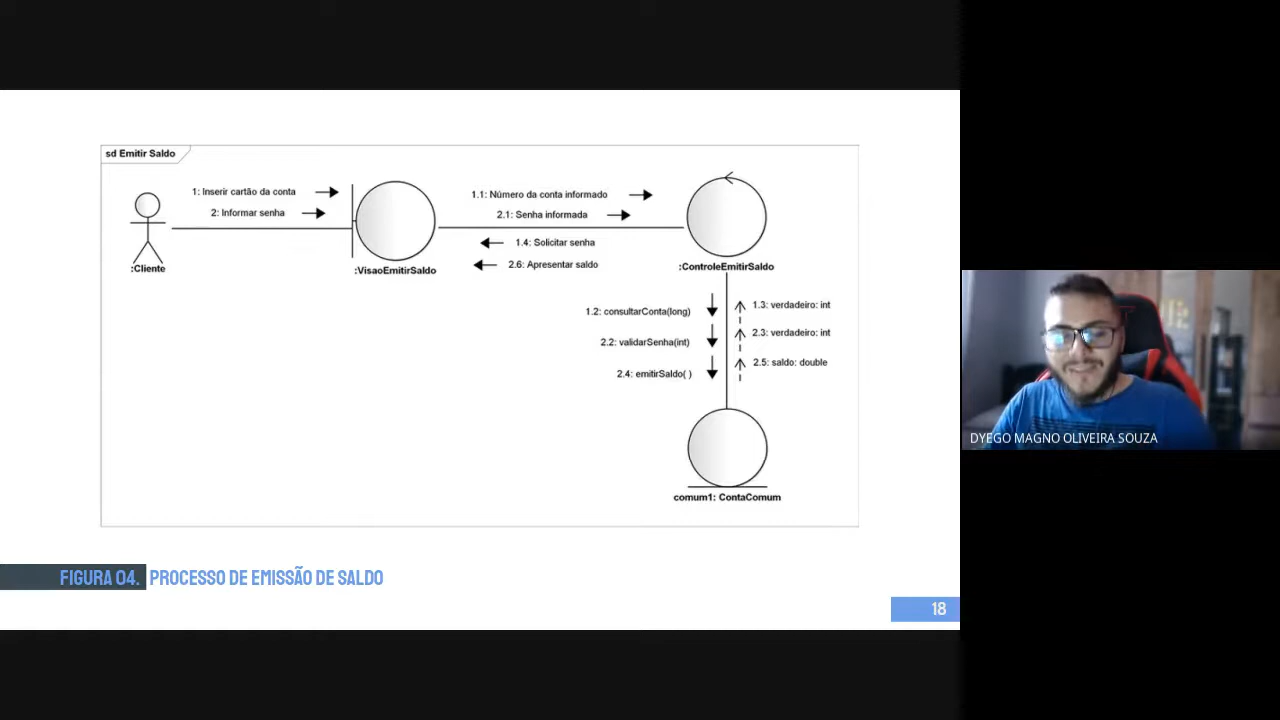 sd Emitir Saldo
1: Inserir cartão da conta
2: Informar senha
:Cliente
:VisaoEmitirSaldo
1.1: Número da conta informado
2.1: Senha informada
1.4: Solicitar senha
2.6: Apresentar saldo
:ControleEmitirSaldo
1.2: consultarConta(long)
1.3: verdadeiro: int
2.2: validarSenha(int)
2.3: verdadeiro: int
2.4: emitirSaldo( )
2.5: saldo: double
comum1: ContaComum
FIGURA 04. PROCESSO DE EMISSÃO DE SALDO
18
DYEGO MAGNO OLIVEIRA SOUZA